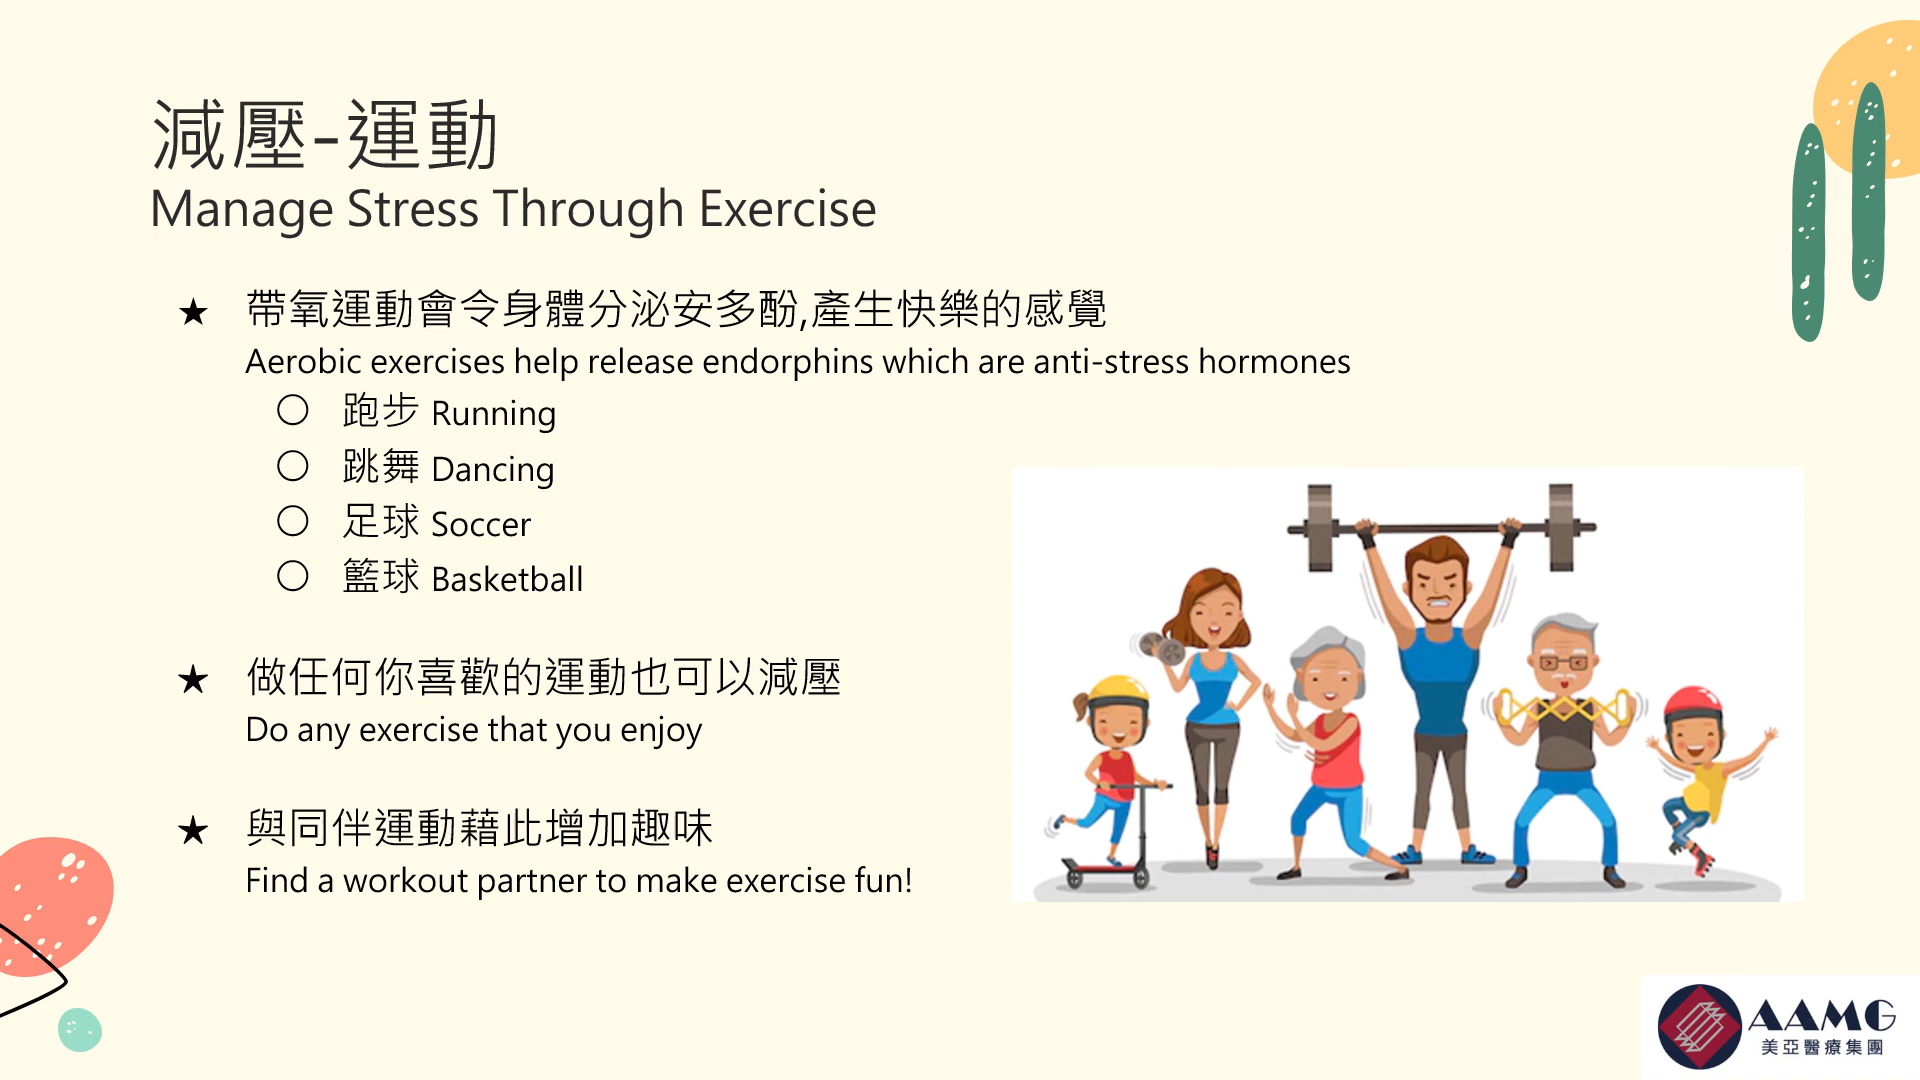 減壓-運動
Manage Stress Through Exercise
★ 帶氧運動會令身體分泌安多酚,產生快樂的感覺
Aerobic exercises help release endorphins which are anti-stress hormones
○ 跑步 Running
○ 跳舞 Dancing
○ 足球 Soccer
○ 籃球 Basketball
★ 做任何你喜歡的運動也可以減壓
Do any exercise that you enjoy
★ 與同伴運動藉此增加趣味
Find a workout partner to make exercise fun!
AAMG
美亞醫療集團